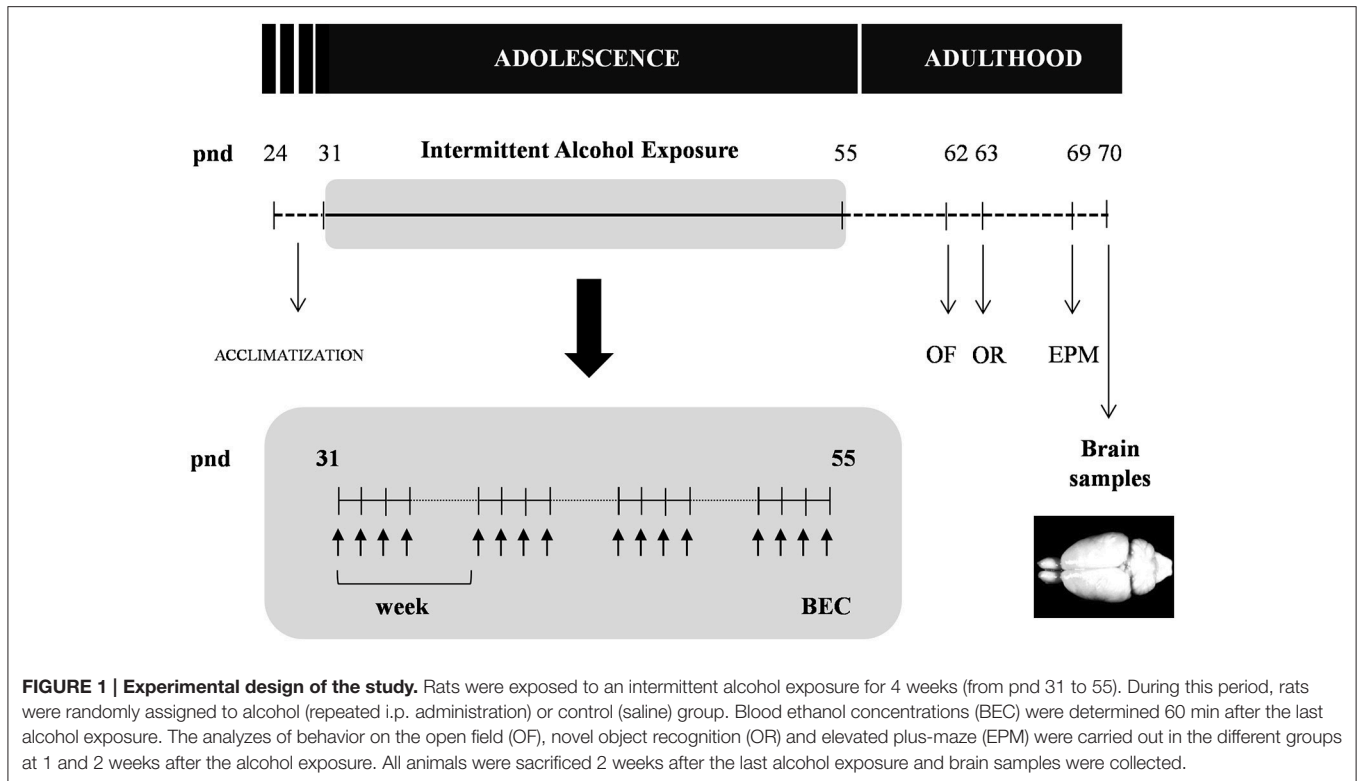 ADOLESCENCE ADULTHOOD
pnd 24 31 Intermittent Alcohol Exposure 55 62 63 69 70
ACCLIMATIZATION
OF OR EPM
Brain
samples
pnd 31 55
week BEC
FIGURE 1 | Experimental design of the study. Rats were exposed to an intermittent alcohol exposure for 4 weeks (from pnd 31 to 55). During this period, rats
were randomly assigned to alcohol (repeated i.p. administration) or control (saline) group. Blood ethanol concentrations (BEC) were determined 60 min after the last
alcohol exposure. The analyzes of behavior on the open field (OF), novel object recognition (OR) and elevated plus-maze (EPM) were carried out in the different groups
at 1 and 2 weeks after the alcohol exposure. All animals were sacrificed 2 weeks after the last alcohol exposure and brain samples were collected.